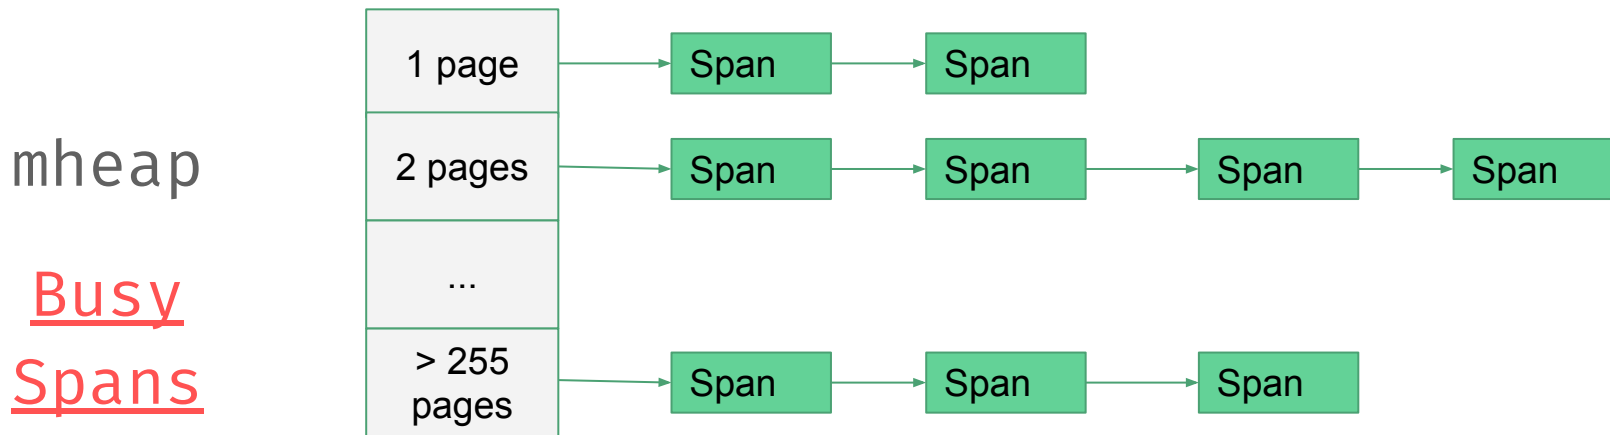 mheap
Busy
Spans
1 page
Span
Span
2 pages
Span
Span
Span
Span
...
> 255
pages
Span
Span
Span